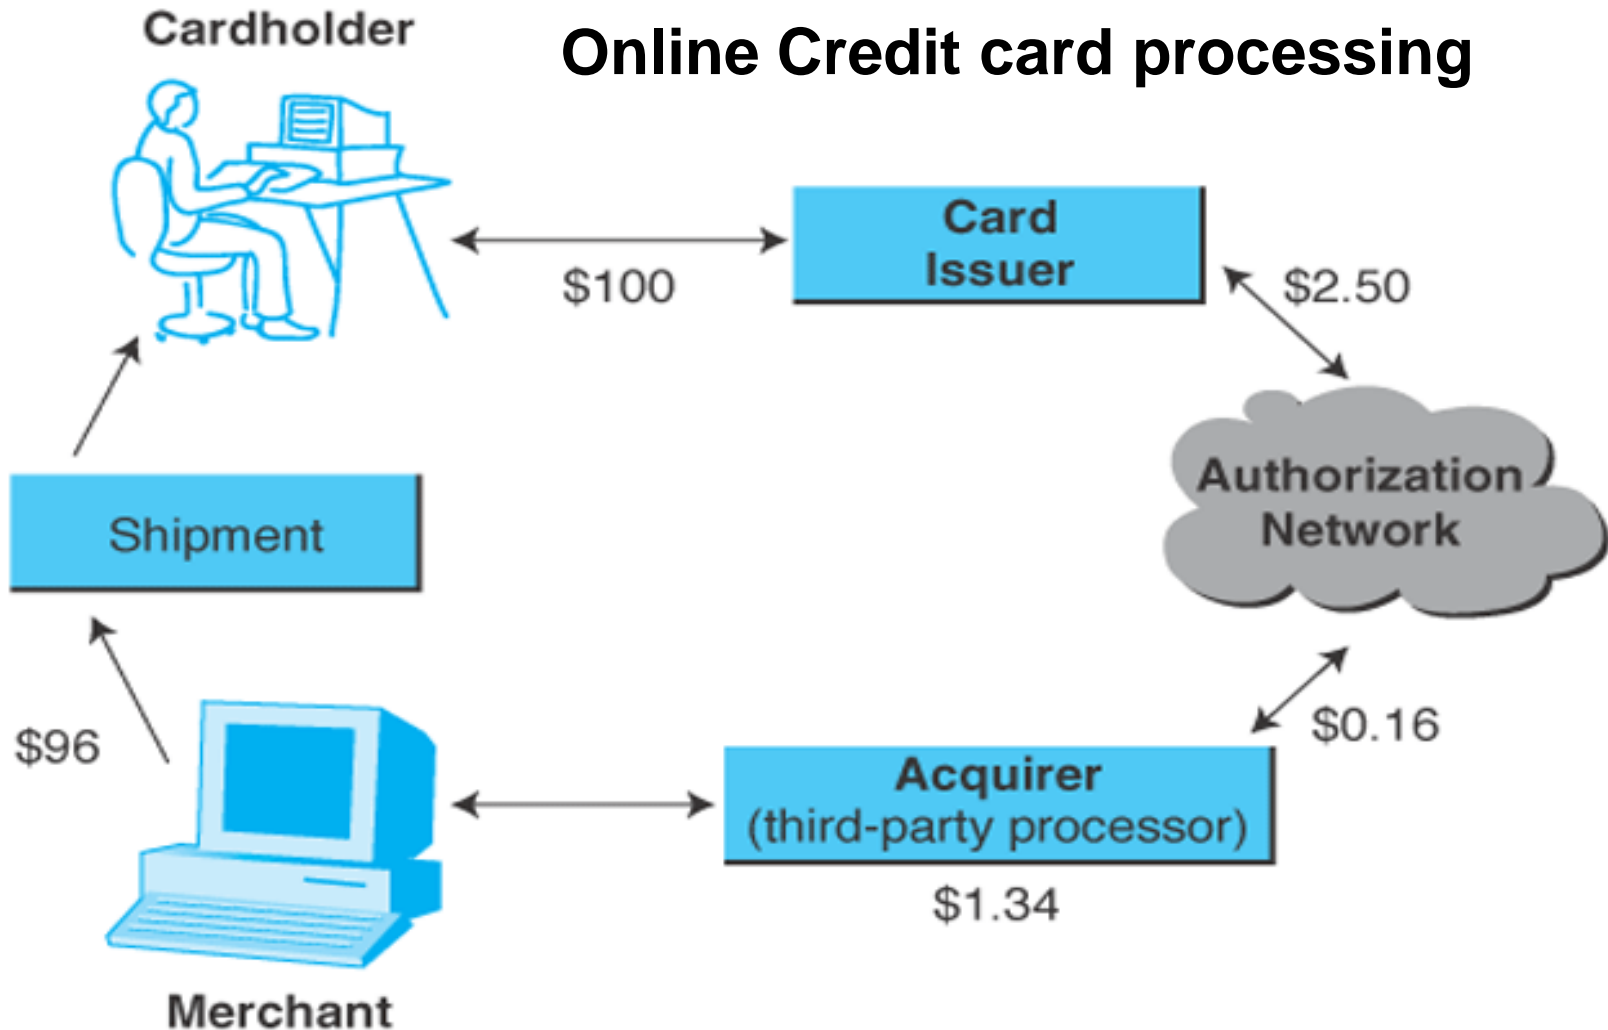 Cardholder
Online Credit card processing
Card
Issuer
$100
$2.50
Authorization
Network
Shipment
$0.16
$96
Acquirer
(third-party processor)
$1.34
Merchant